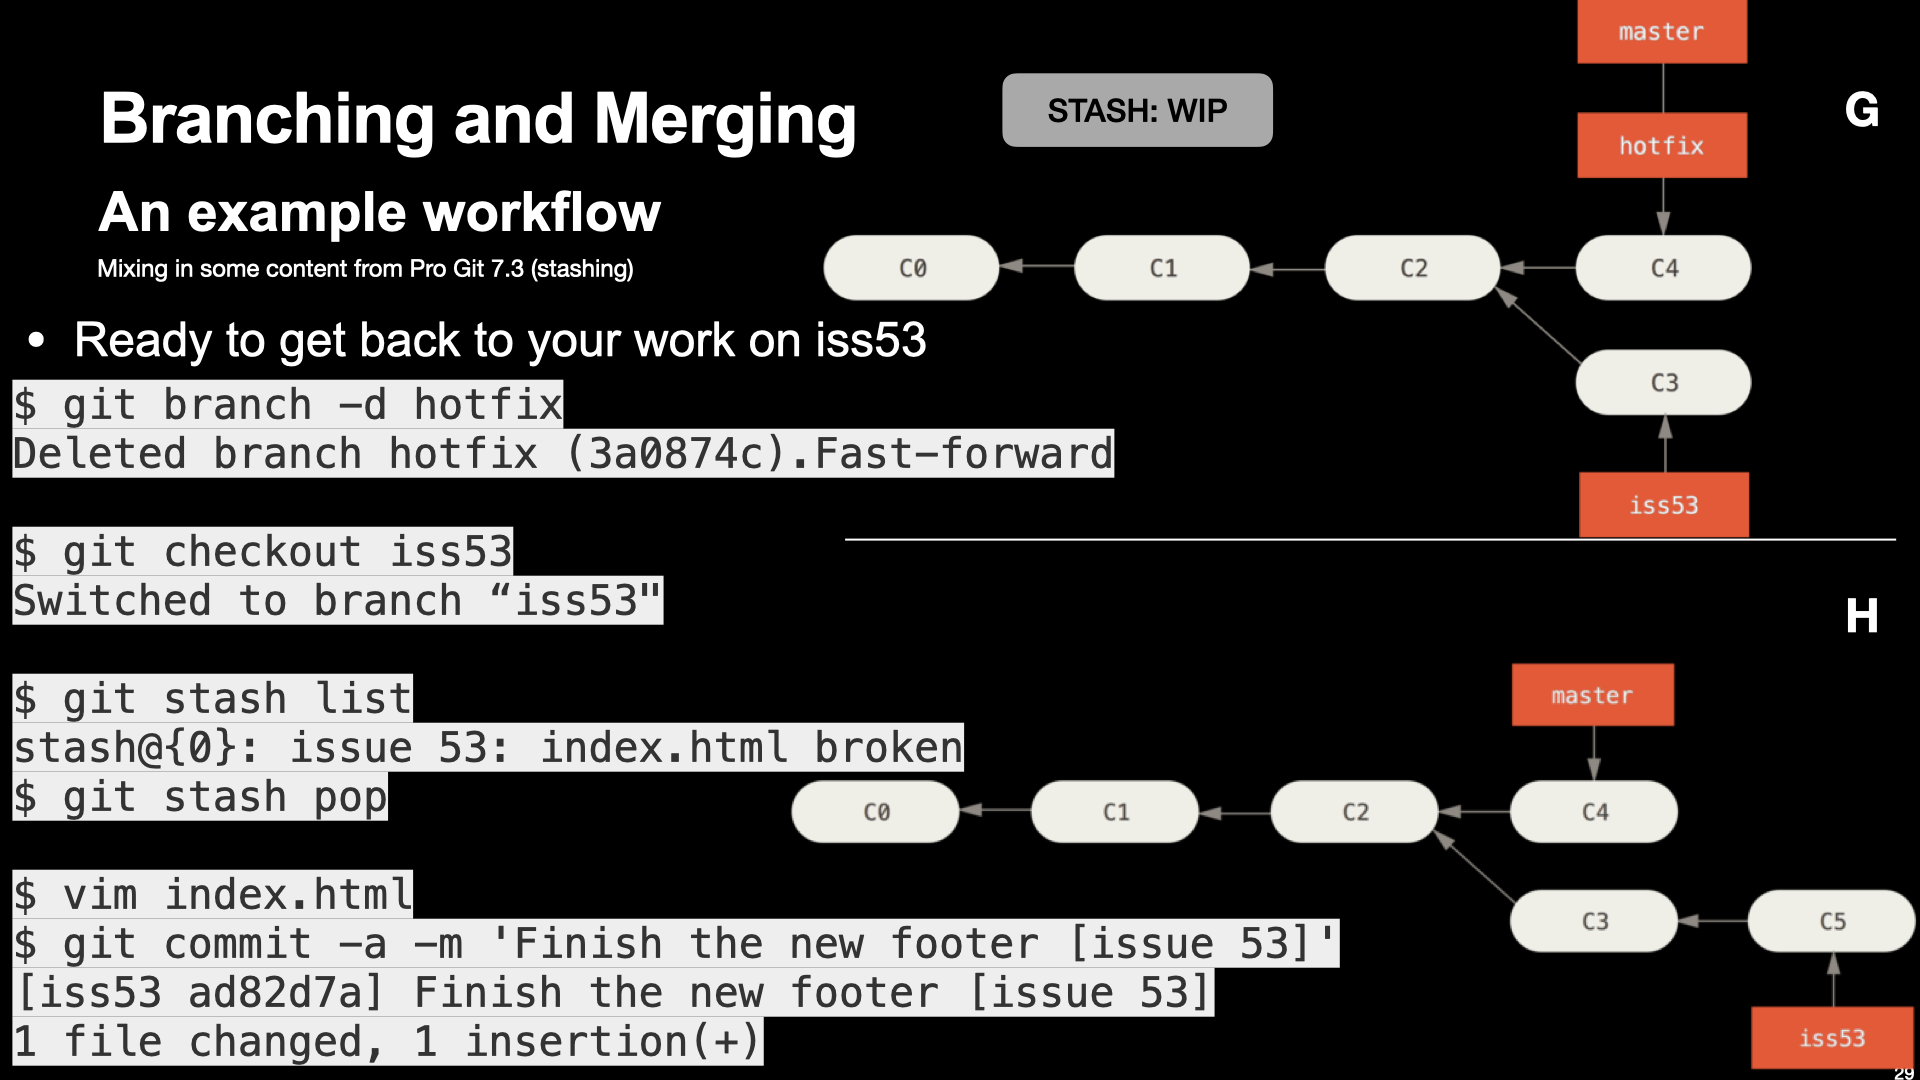 Branching and Merging
An example workflow
Mixing in some content from Pro Git 7.3 (stashing)
• Ready to get back to your work on iss53
$ git branch -d hotfix
Deleted branch hotfix (3a0874c).Fast-forward
$ git checkout iss53
Switched to branch “iss53"
$ git stash list
stash@{0}: issue 53: index.html broken
$ git stash pop
$ vim index.html
$ git commit -a -m 'Finish the new footer [issue 53]'
[iss53 ad82d7a] Finish the new footer [issue 53]
1 file changed, 1 insertion(+)
STASH: WIP
G
master
hotfix
C0
C1
C2
C4
C3
iss53
H
master
C0
C1
C2
C4
C3
C5
iss53
29